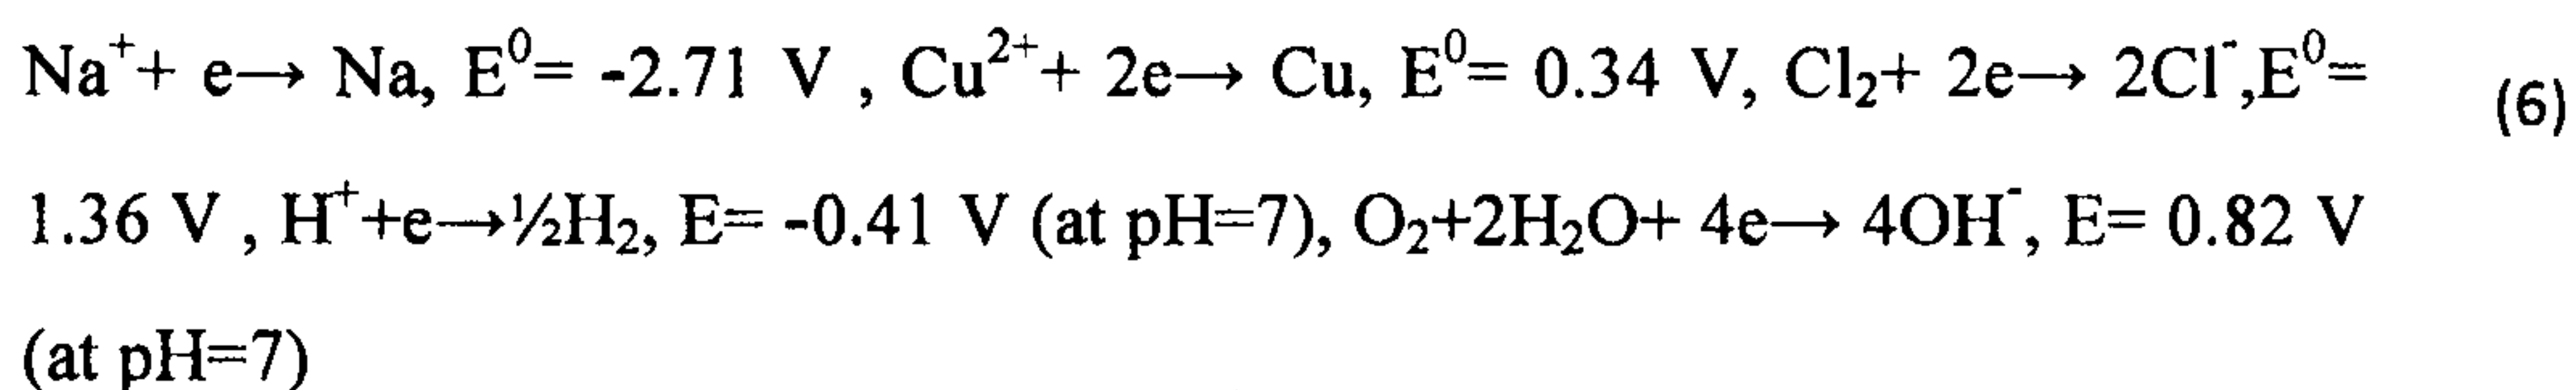 Na⁺+ e→ Na, E⁰= -2.71 V , Cu²⁺+ 2e→ Cu, E⁰= 0.34 V, Cl₂+ 2e→ 2Cl⁻,E⁰= (6)
1.36 V , H⁺+e→½H₂, E= -0.41 V (at pH=7), O₂+2H₂O+ 4e→ 4OH⁻, E= 0.82 V
(at pH=7)